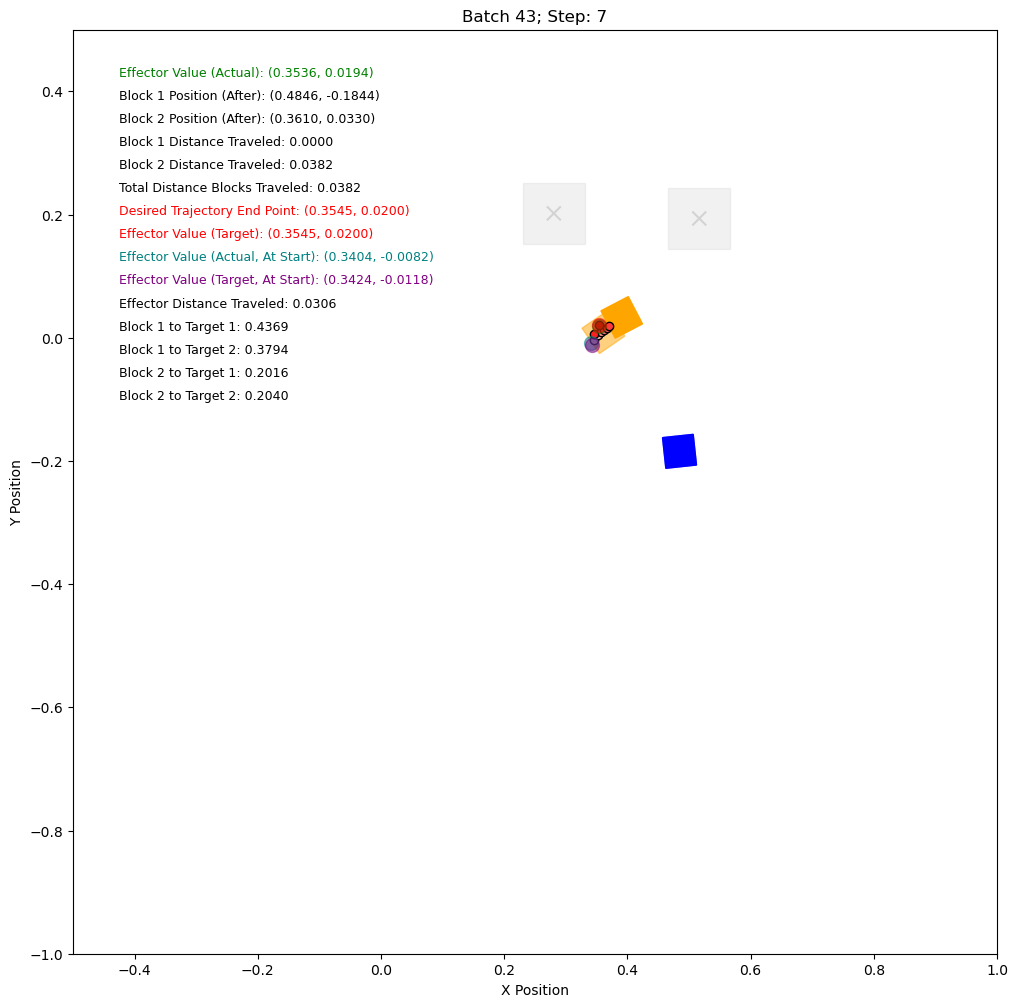 Batch 43; Step: 7
Effector Value (Actual): (0.3536, 0.0194)
Block 1 Position (After): (0.4846, -0.1844)
Block 2 Position (After): (0.3610, 0.0330)
Block 1 Distance Traveled: 0.0000
Block 2 Distance Traveled: 0.0382
Total Distance Blocks Traveled: 0.0382
Desired Trajectory End Point: (0.3545, 0.0200)
Effector Value (Target): (0.3545, 0.0200)
Effector Value (Actual, At Start): (0.3404, -0.0082)
Effector Value (Target, At Start): (0.3424, -0.0118)
Effector Distance Traveled: 0.0306
Block 1 to Target 1: 0.4369
Block 1 to Target 2: 0.3794
Block 2 to Target 1: 0.2016
Block 2 to Target 2: 0.2040
0.4
0.2
0.0
−0.2
−0.4
−0.6
−0.8
−1.0
Y Position
−0.4 −0.2 0.0 0.2 0.4 0.6 0.8 1.0
X Position